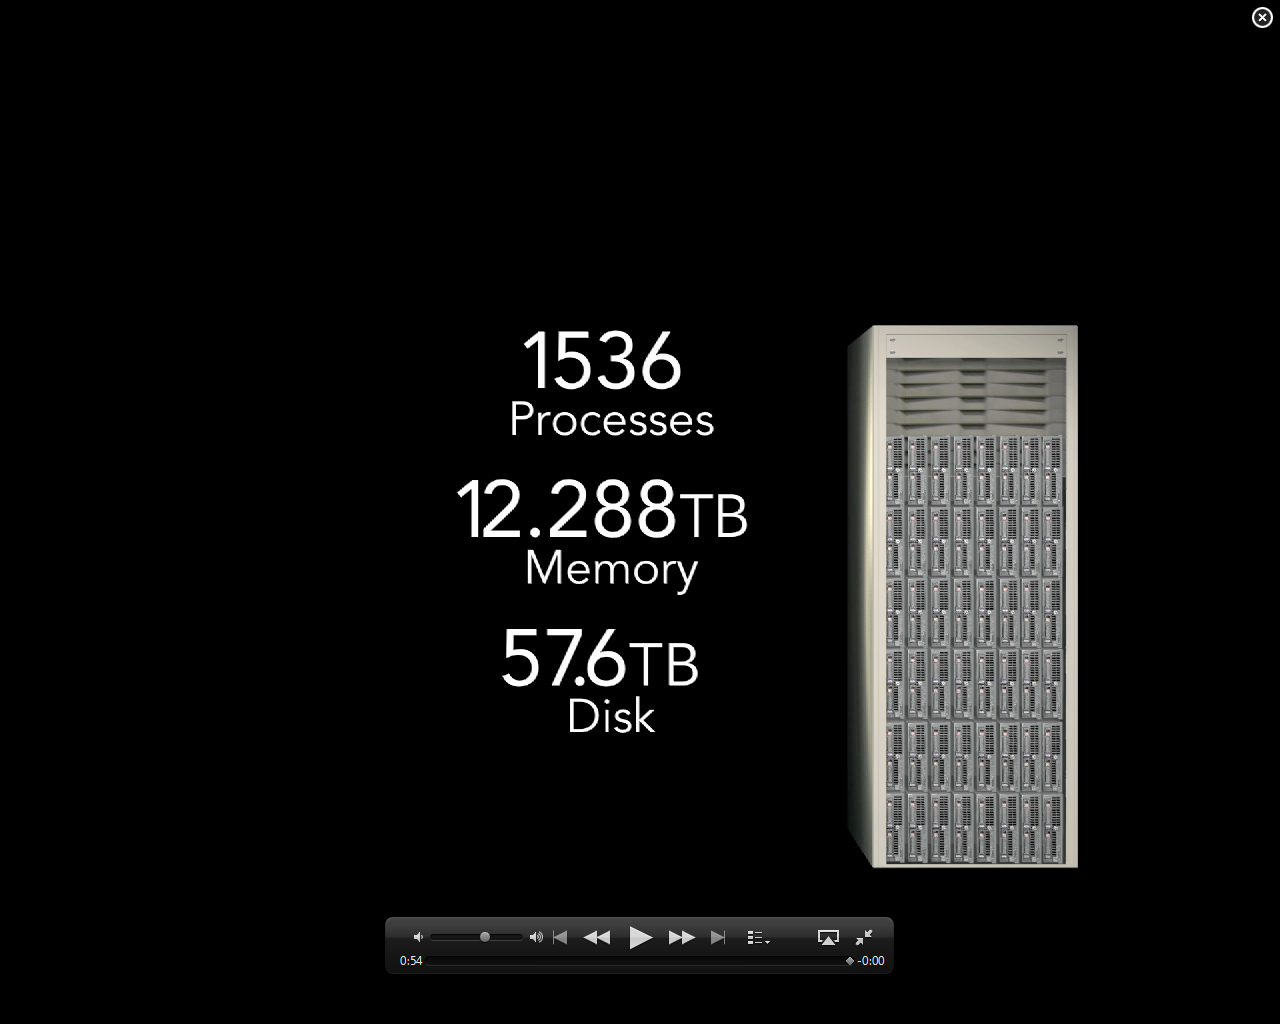 1536
Processes
12.288TB
Memory
57.6TB
Disk
0:54
-0:00